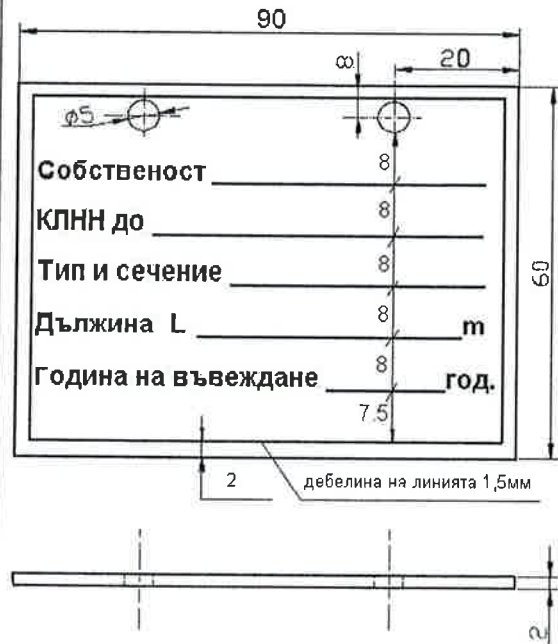 90
8 20
ϕ5
Собственост 8
КЛНН до 8
Тип и сечение 8 60
Дължина L 8 m
Година на въвеждане 8 год.
7.5
2 дебелина на линията 1,5мм
2